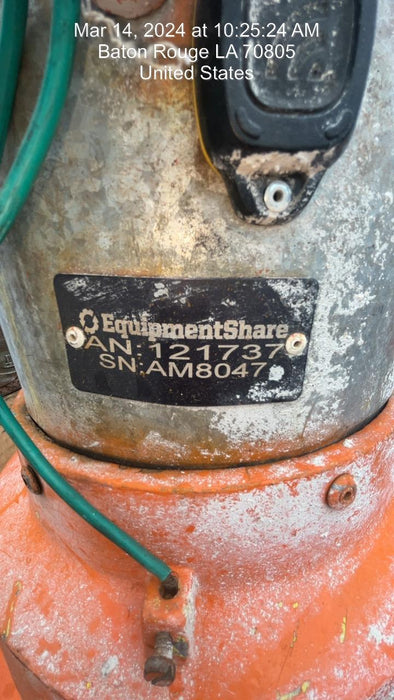 Mar 14, 2024 at 10:25:24 AM
Baton Rouge LA 70805
United States
EquipmentShare
AN:121737
SN:AM8047